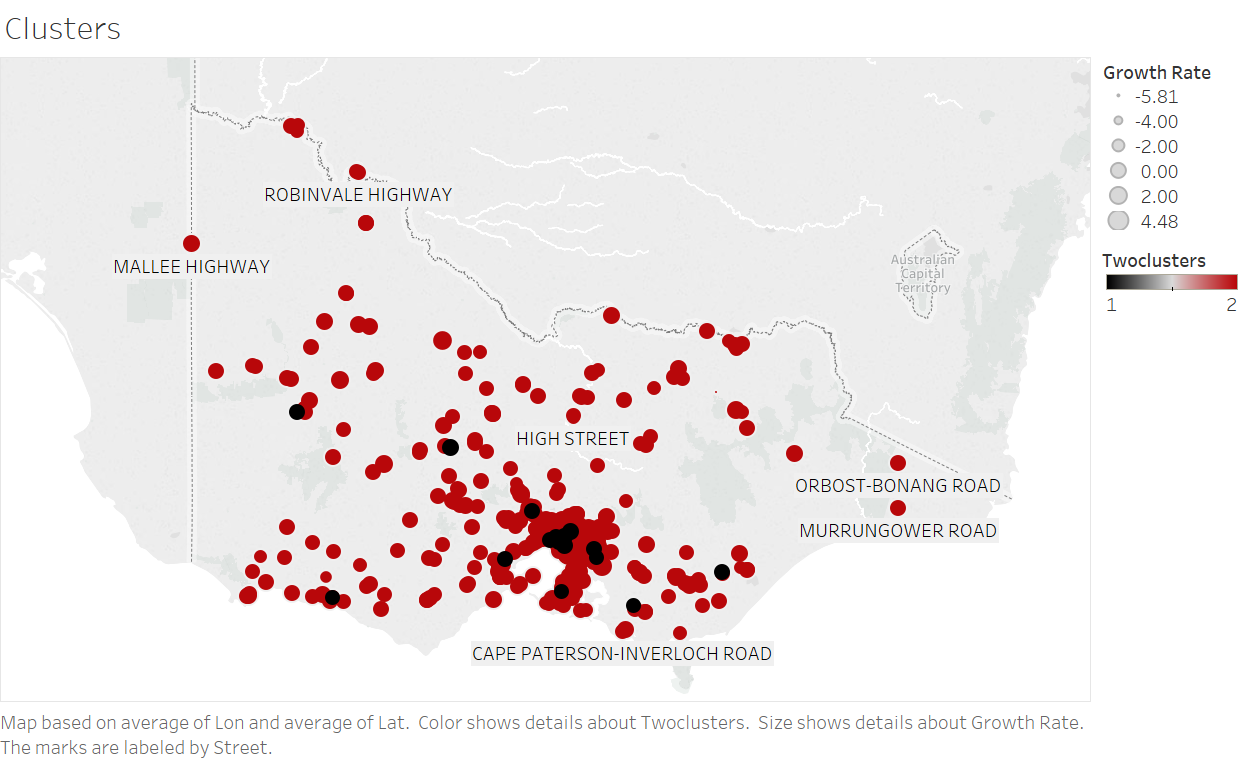 Clusters
Growth Rate
-5.81
-4.00
-2.00
0.00
2.00
4.48
Twoclusters
1 2
ROBINVALE HIGHWAY
MALLEE HIGHWAY
Australian
Capital
Territory
HIGH STREET
ORBOST-BONANG ROAD
MURRUNGOWER ROAD
CAPE PATERSON-INVERLOCH ROAD
Map based on average of Lon and average of Lat.  Color shows details about Twoclusters.  Size shows details about Growth Rate.
The marks are labeled by Street.